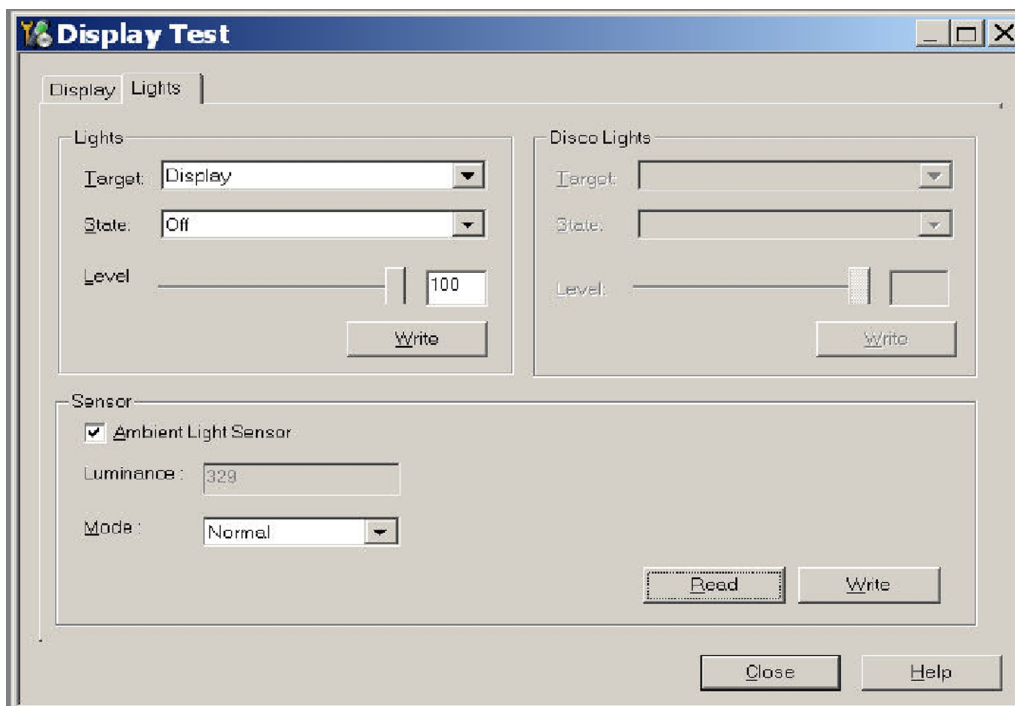 Display Test
Display Lights
Lights
Target: Display
State: Off
Level 100
Write
Disco Lights
Target:
State:
Level:
Write
Sensor
Ambient Light Sensor
Luminance : 329
Mode : Normal
Read Write
Close Help